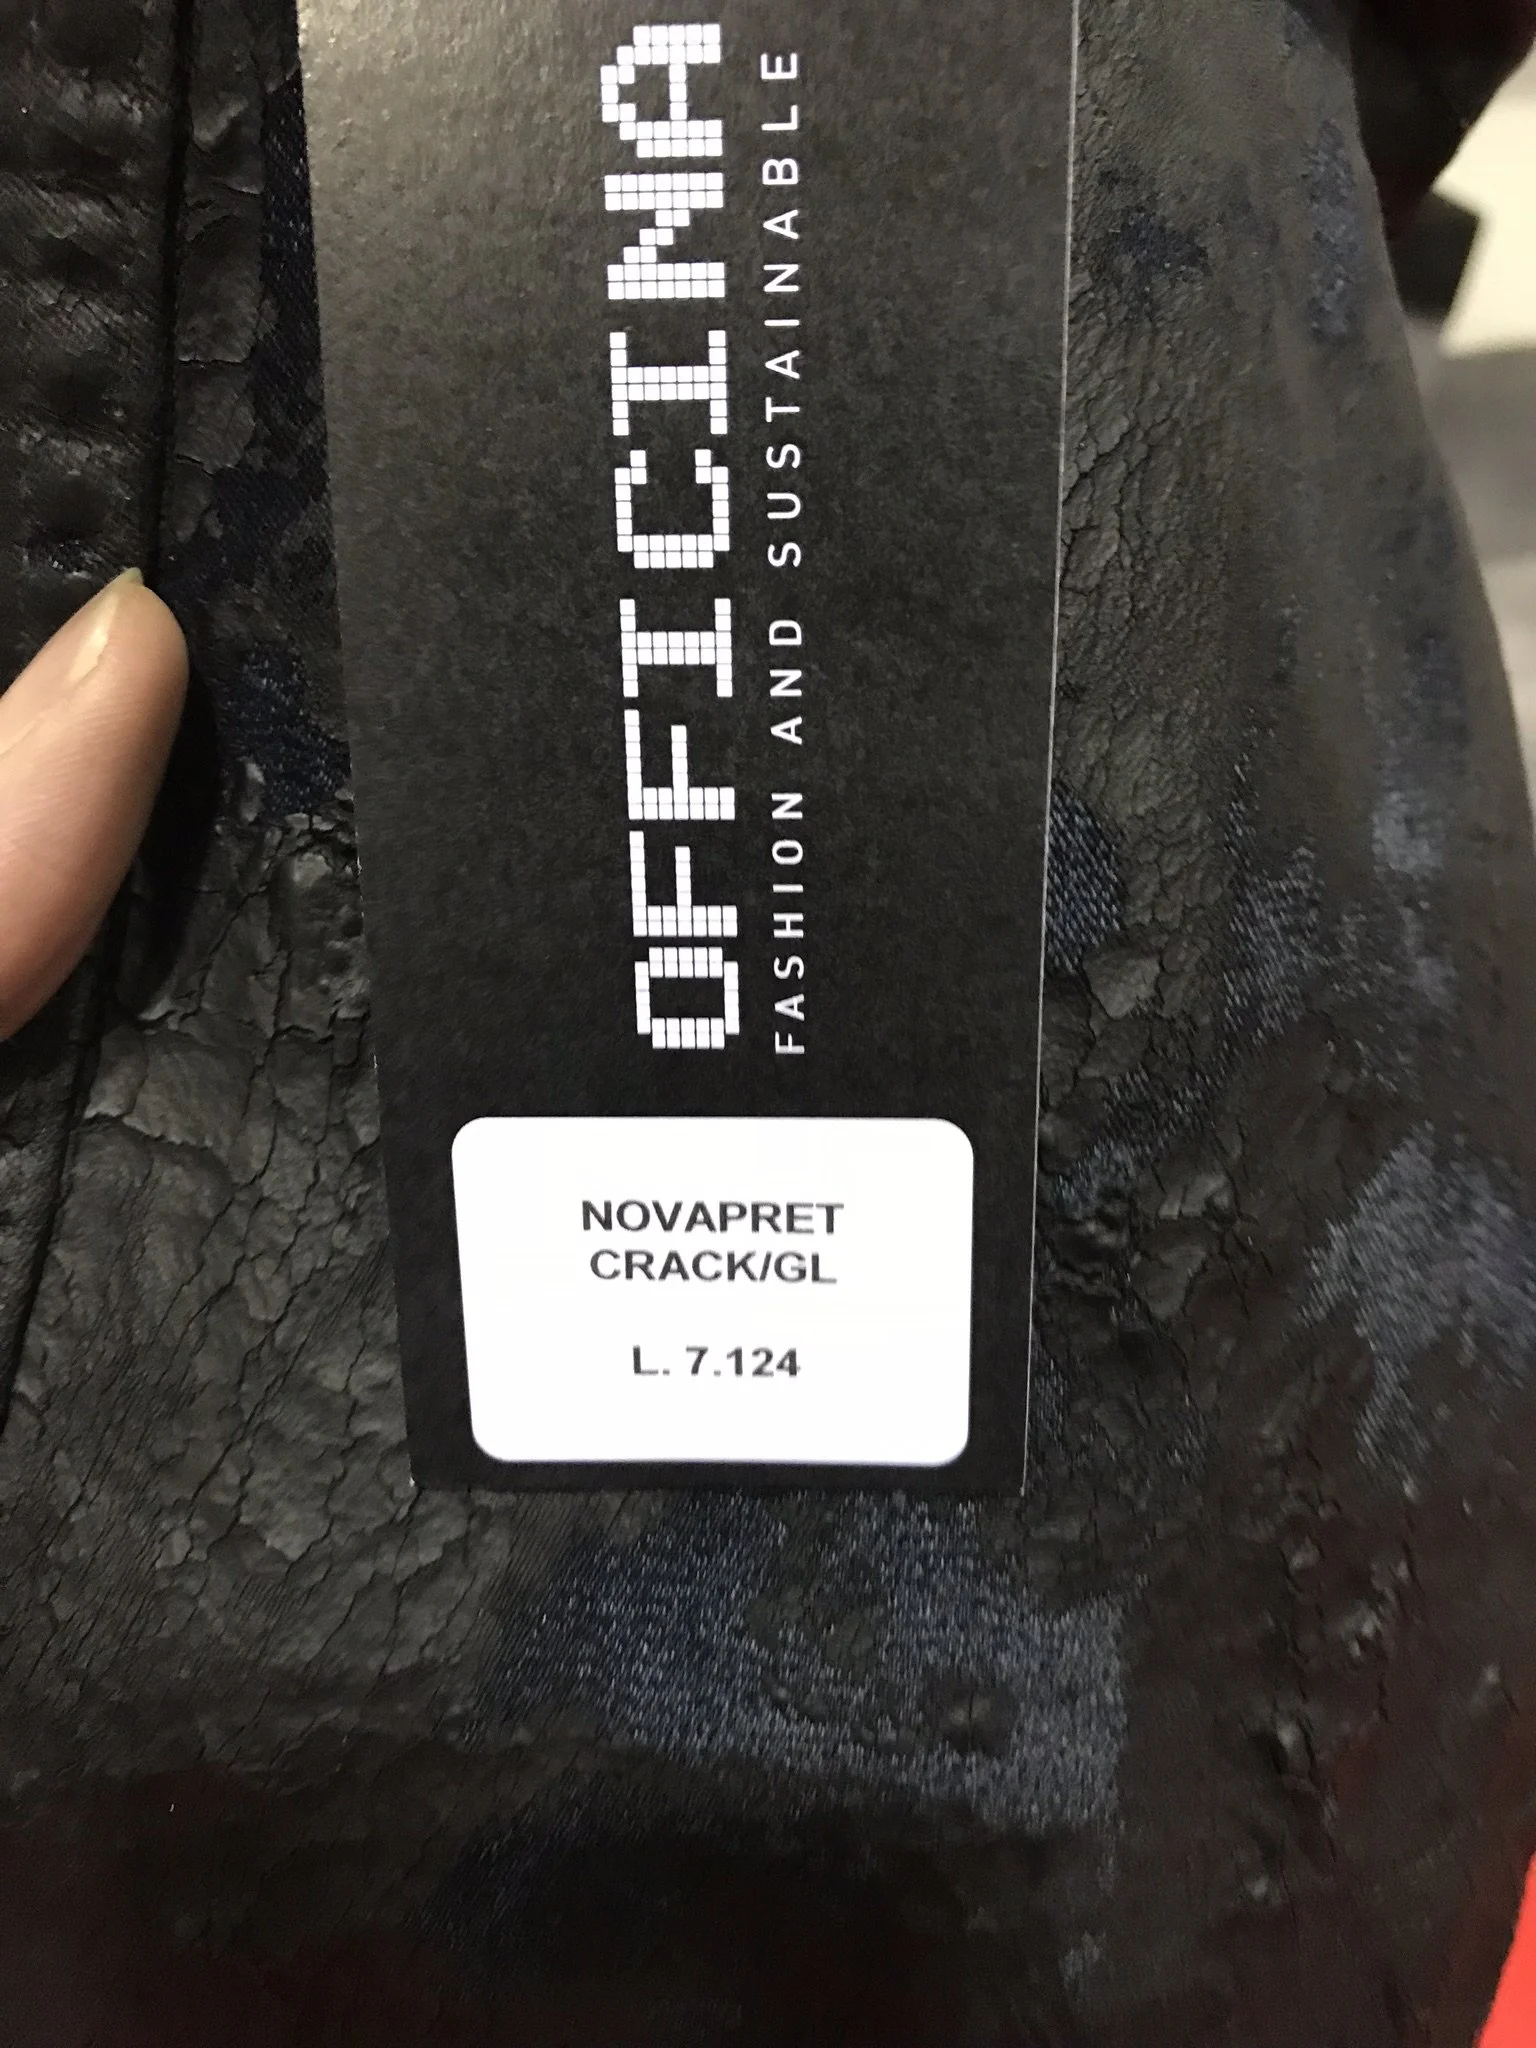 OFFICINA
FASHION AND SUSTAINABLE
NOVAPRET
CRACK/GL
L. 7.124